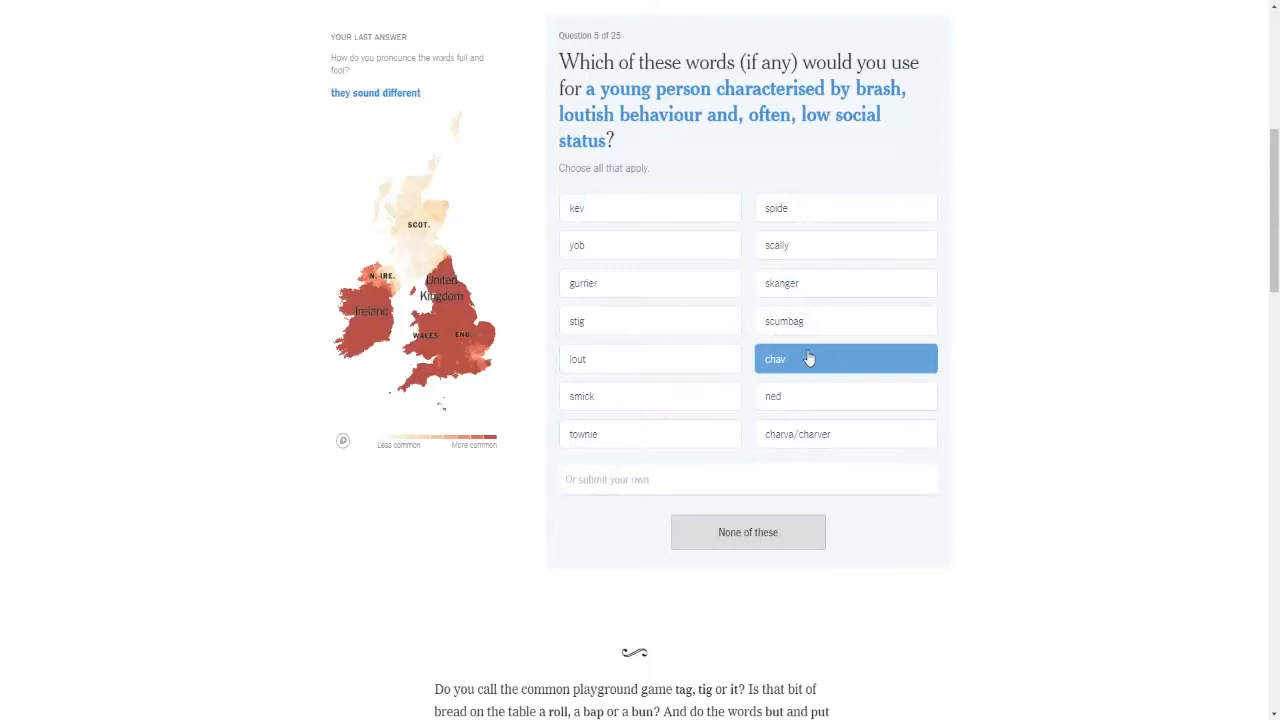 YOUR LAST ANSWER
How do you pronounce the words full and
fool?
they sound different
SCOT.
N. IRE.
United
Kingdom
Ireland
WALES
ENG.
Less common
More common
Question 5 of 25
Which of these words (if any) would you use
for a young person characterised by brash,
loutish behaviour and, often, low social
status?
Choose all that apply.
kev
spide
yob
scally
gurrier
skanger
stig
scumbag
lout
chav
smick
ned
townie
charva/charver
Or submit your own
None of these
Do you call the common playground game tag, tig or it? Is that bit of
bread on the table a roll, a bap or a bun? And do the words but and put